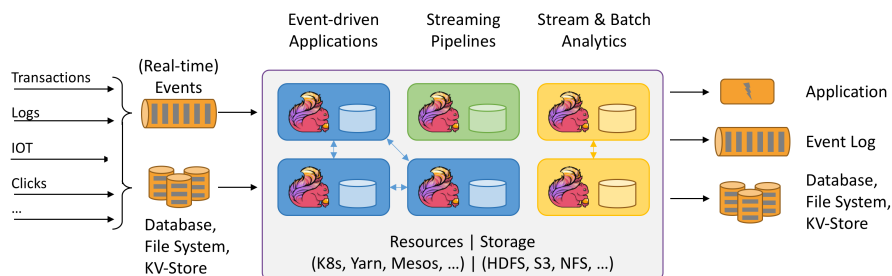 Event-driven
Applications
Streaming
Pipelines
Stream & Batch
Analytics
Transactions
Logs
IOT
Clicks
...
(Real-time)
Events
Database,
File System,
KV-Store
Resources | Storage
(K8s, Yarn, Mesos, ...) | (HDFS, S3, NFS, ...)
Application
Event Log
Database,
File System,
KV-Store